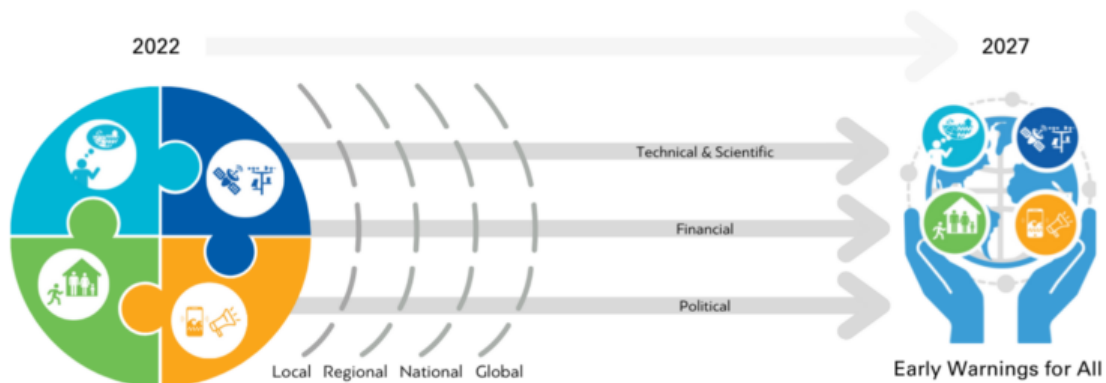 2022
2027
Technical & Scientific
Financial
Political
Local Regional National Global
Early Warnings for All